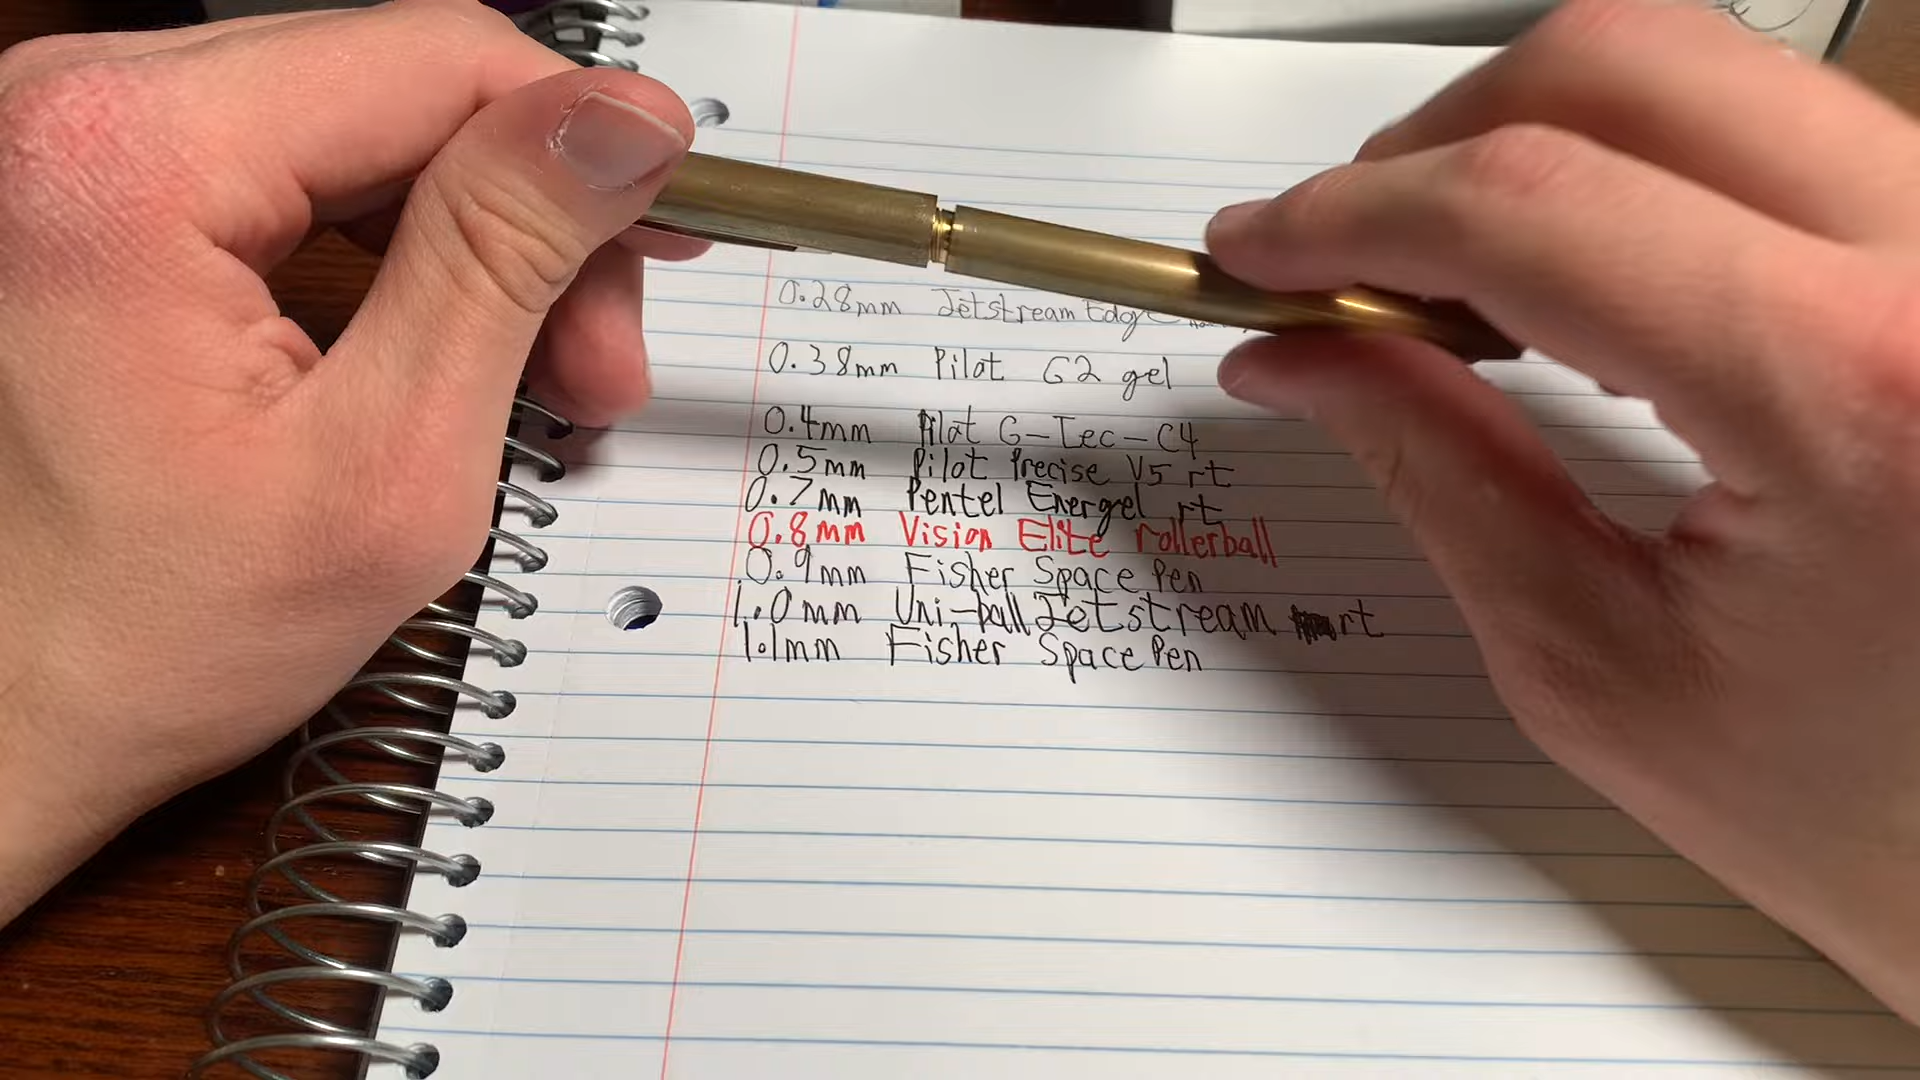 0.28mm Jetstream Edge
0.38mm Pilot G2 gel
0.4mm Pilot G-Tec-C4
0.5mm Pilot Precise V5 rt
0.7mm Pentel Energel rt
0.8mm Vision Elite rollerball
0.9mm Fisher Space Pen
1.0mm Uni-ball Jetstream rt
1.1mm Fisher Space Pen